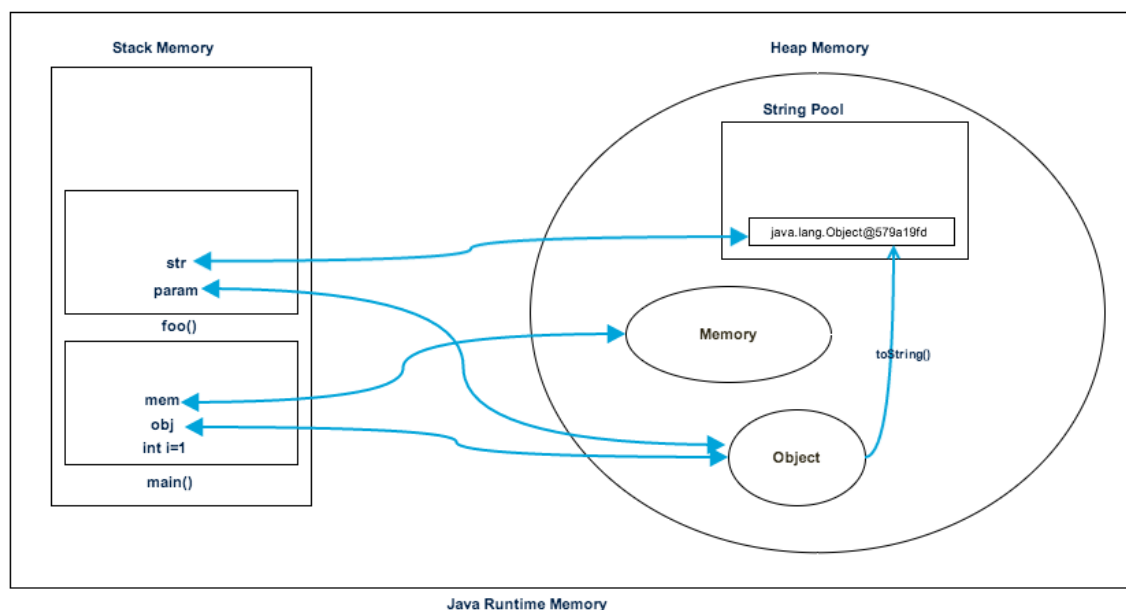 Stack Memory
Heap Memory
String Pool
java.lang.Object@579a19fd
str
param
foo()
Memory
toString()
mem
obj
int i=1
Object
main()
Java Runtime Memory